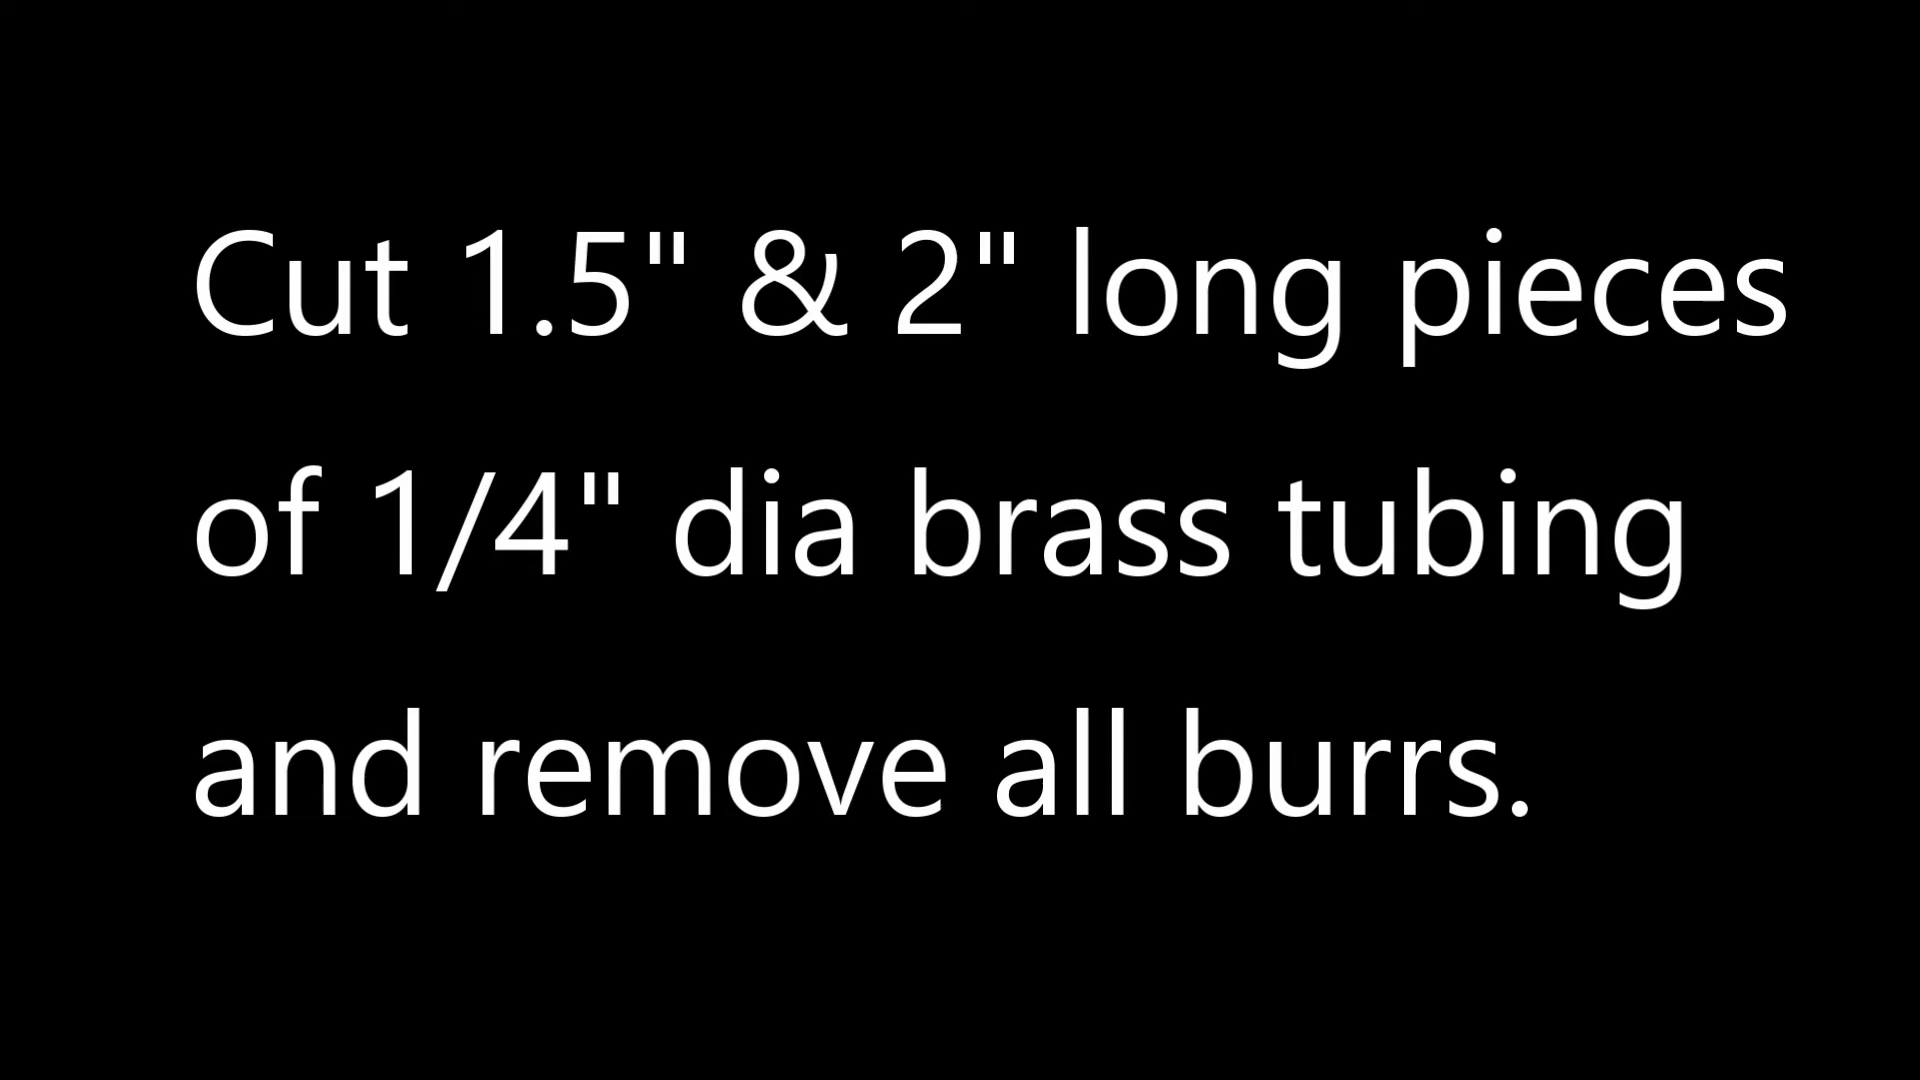 Cut 1.5" & 2" long pieces
of 1/4" dia brass tubing
and remove all burrs.